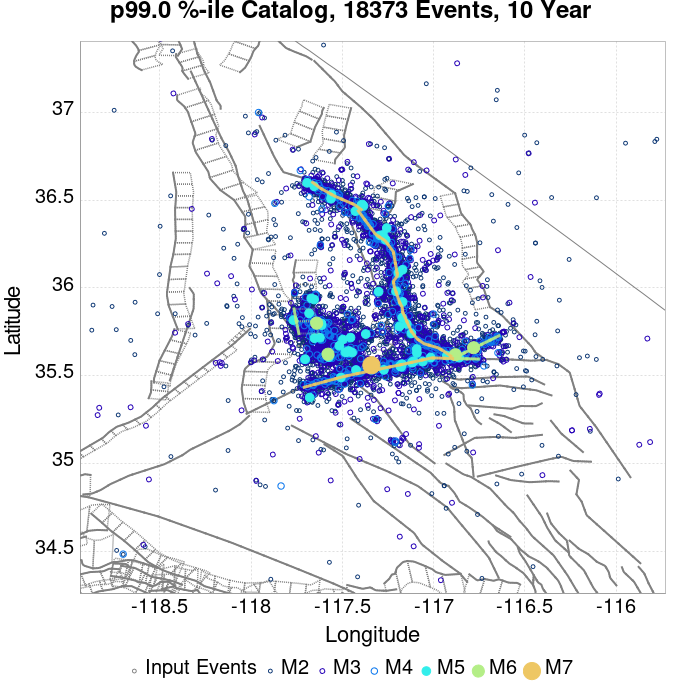 p99.0 %-ile Catalog, 18373 Events, 10 Year
37
36.5
36
35.5
35
34.5
Latitude
-118.5 -118 -117.5 -117 -116.5 -116
Longitude
Input Events M2 M3 M4 M5 M6 M7